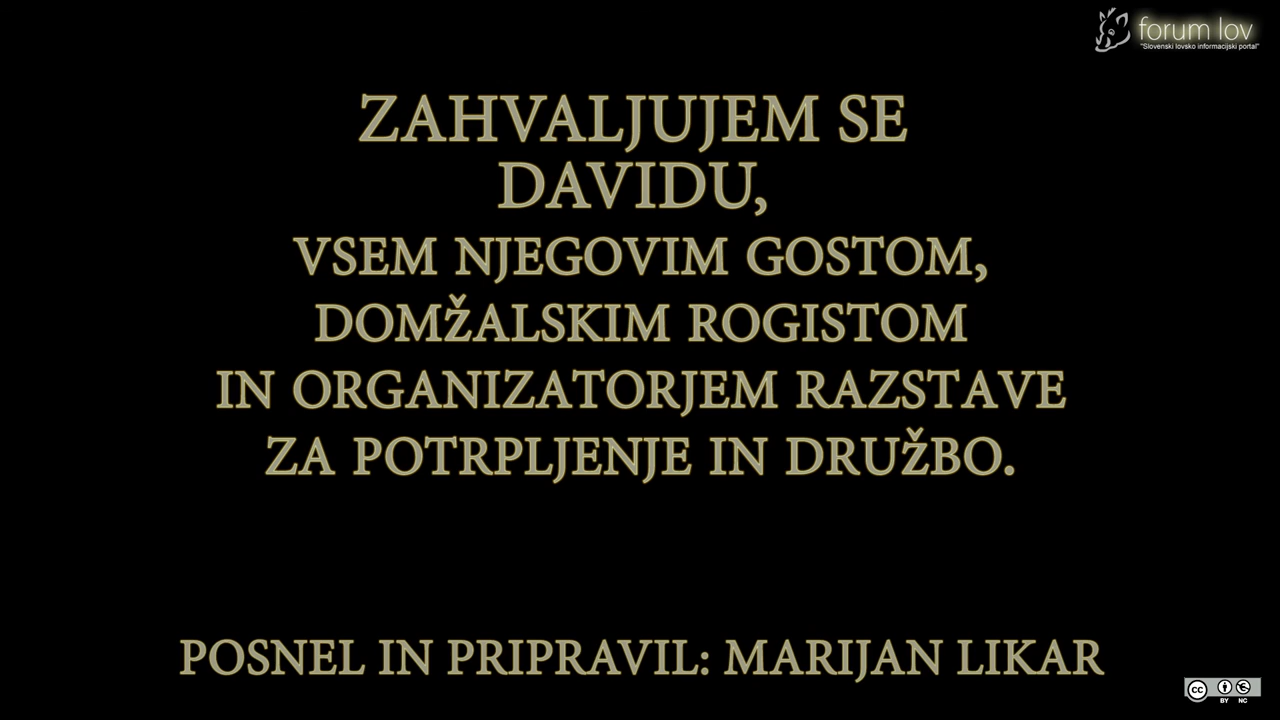 forum lov
"Slovenski lovsko informacijski portal"
ZAHVALJUJEM SE
DAVIDU,
VSEM NJEGOVIM GOSTOM,
DOMŽALSKIM ROGISTOM
IN ORGANIZATORJEM RAZSTAVE
ZA POTRPLJENJE IN DRUŽBO.
POSNEL IN PRIPRAVIL: MARIJAN LIKAR
cc
BY NC